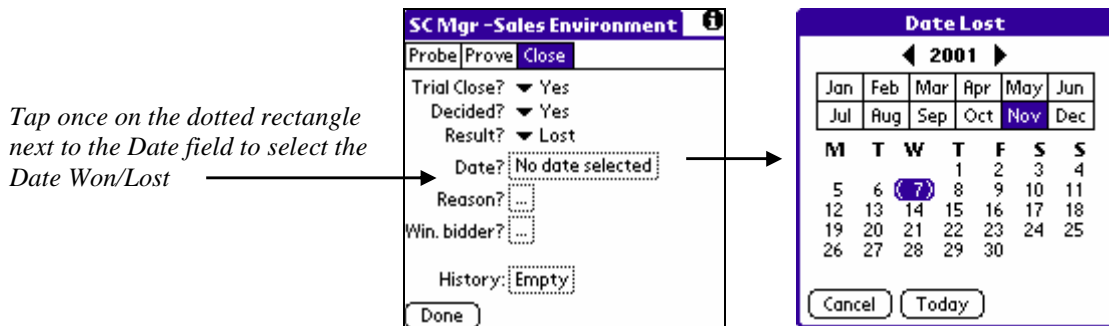 Tap once on the dotted rectangle
next to the Date field to select the
Date Won/Lost
SC Mgr -Sales Environment i
Probe Prove Close
Trial Close? Yes
Decided? Yes
Result? Lost
Date? No date selected
Reason? ...
Win. bidder? ...
History: Empty
Done
Date Lost
2001
Jan Feb Mar Apr May Jun
Jul Aug Sep Oct Nov Dec
M T W T F S S
1 2 3 4
5 6 7 8 9 10 11
12 13 14 15 16 17 18
19 20 21 22 23 24 25
26 27 28 29 30
Cancel Today